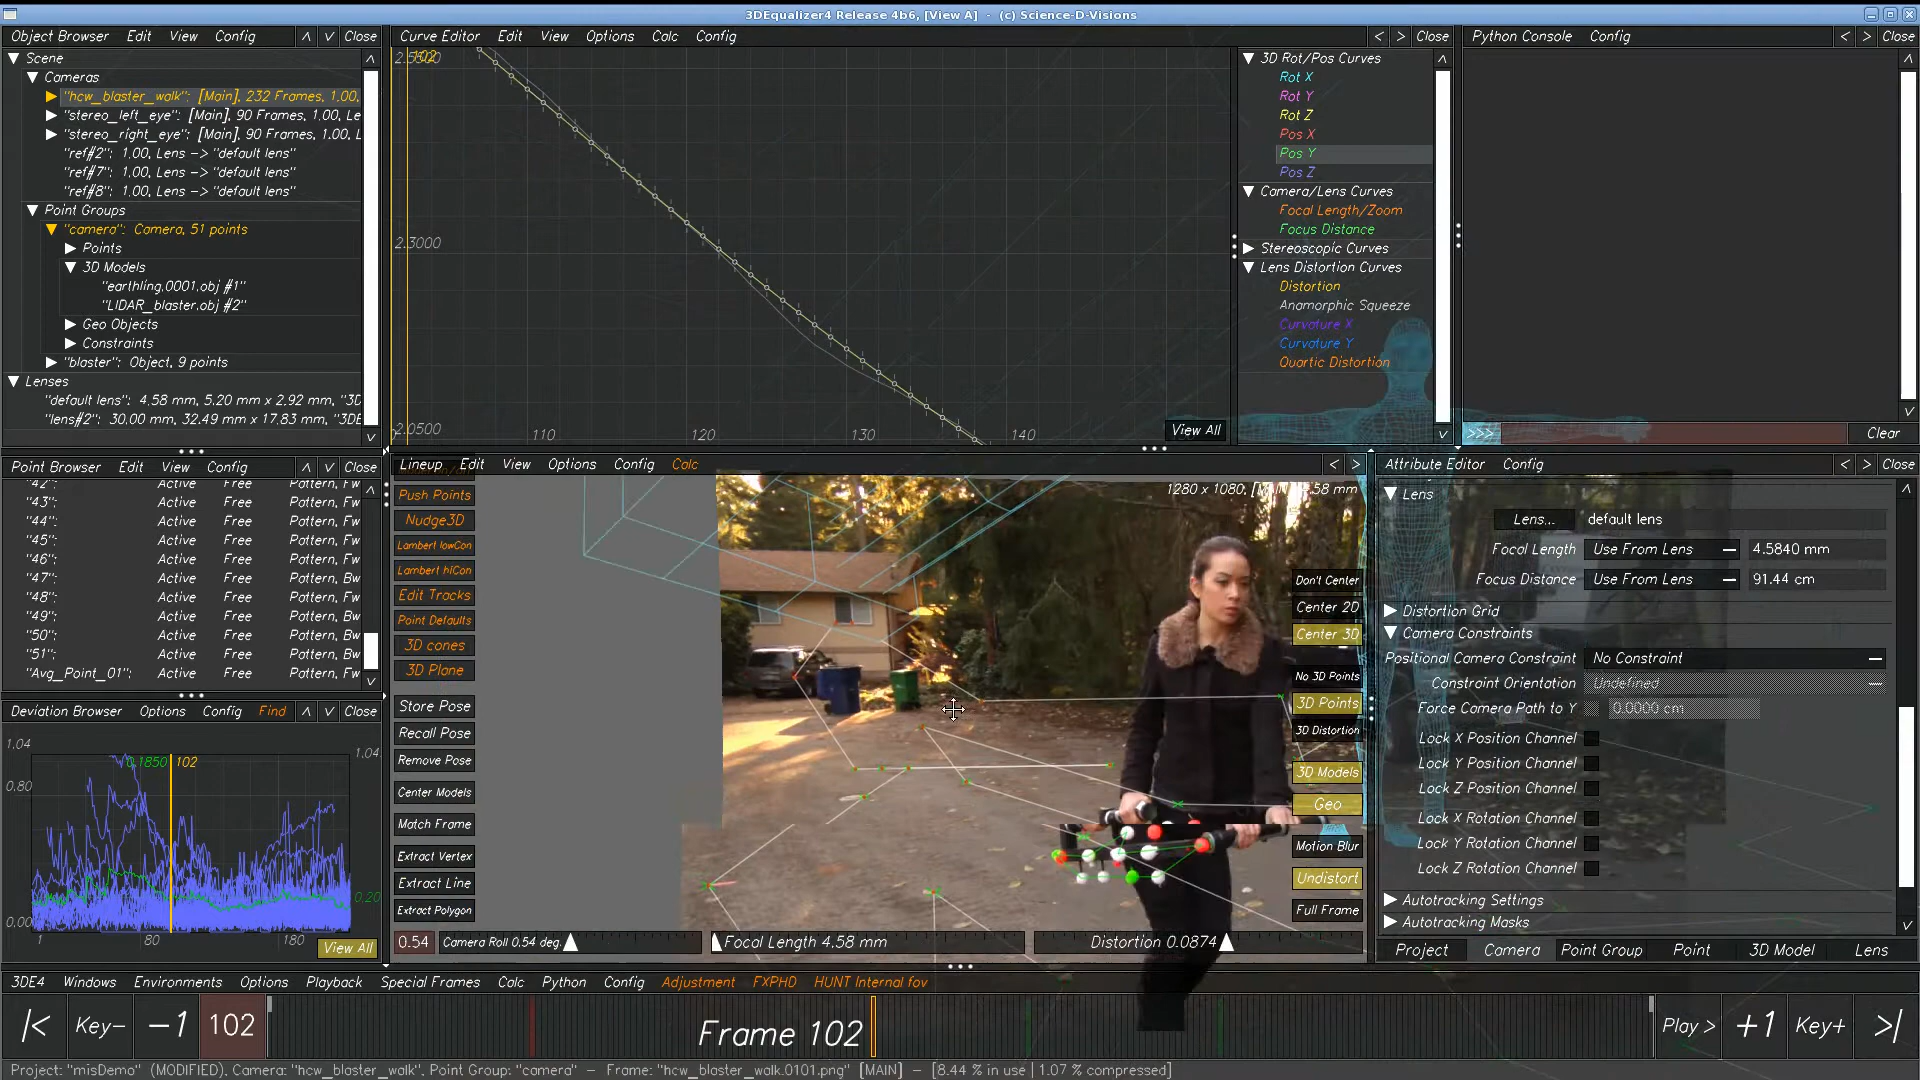 3DEqualizer4 Release 4b6, [View A]  -  (c) Science-D-Visions
Object Browser Edit View Config Close
Scene
Cameras
"hcw_blaster_walk": [Main], 232 Frames, 1.00,
"stereo_left_eye": [Main], 90 Frames, 1.00, Le
"stereo_right_eye": [Main], 90 Frames, 1.00, L
"ref#2": 1.00, Lens -> "default lens"
"ref#7": 1.00, Lens -> "default lens"
"ref#8": 1.00, Lens -> "default lens"
Point Groups
"camera": Camera, 51 points
Points
3D Models
"earthling.0001.obj #1"
"LIDAR_blaster.obj #2"
Geo Objects
Constraints
"blaster": Object, 9 points
Lenses
"default lens": 4.58 mm, 5.20 mm x 2.92 mm, "3D
"lens#2": 30.00 mm, 32.49 mm x 17.83 mm, "3DE
Curve Editor Edit View Options Calc Config < > Close
102
2.3000
2.0500
110 120 130 140
View All
3D Rot/Pos Curves
Rot X
Rot Y
Rot Z
Pos X
Pos Y
Pos Z
Camera/Lens Curves
Focal Length/Zoom
Focus Distance
Stereoscopic Curves
Lens Distortion Curves
Distortion
Anamorphic Squeeze
Curvature X
Curvature Y
Quartic Distortion
Python Console Config < > Close
>>> Clear
Point Browser Edit View Config Close
"42": Active Free Pattern, Fw
"43": Active Free Pattern, Fw
"44": Active Free Pattern, Fw
"45": Active Free Pattern, Fw
"46": Active Free Pattern, Fw
"47": Active Free Pattern, Bw
"48": Active Free Pattern, Fw
"49": Active Free Pattern, Bw
"50": Active Free Pattern, Bw
"51": Active Free Pattern, Bw
"Avg_Point_01": Active Free Pattern, Fw
Deviation Browser Options Config Find Close
1.04 0.1850 102 1.04
0.80
0.20
0.00
1 80 180
View All
Lineup Edit View Options Config Calc < >
Push Points
Nudge3D
Lambert lowCon
Lambert hiCon
Edit Tracks
Point Defaults
3D cones
3D Plane
Store Pose
Recall Pose
Remove Pose
Center Models
Match Frame
Extract Vertex
Extract Line
Extract Polygon
Don't Center
Center 2D
Center 3D
No 3D Points
3D Points
3D Distortion
3D Models
Geo
Motion Blur
Undistort
Full Frame
0.54 Camera Roll 0.54 deg. Focal Length 4.58 mm Distortion 0.0874
Attribute Editor Config < > Close
Lens
Lens... default lens
Focal Length Use From Lens 4.5840 mm
Focus Distance Use From Lens 91.44 cm
Distortion Grid
Camera Constraints
Positional Camera Constraint No Constraint
Constraint Orientation Undefined
Force Camera Path to Y 0.0000 cm
Lock X Position Channel
Lock Y Position Channel
Lock Z Position Channel
Lock X Rotation Channel
Lock Y Rotation Channel
Lock Z Rotation Channel
Autotracking Settings
Autotracking Masks
Project Camera Point Group Point 3D Model Lens
3DE4 Windows Environments Options Playback Special Frames Calc Python Config Adjustment FXPHD HUNT Internal fov
|< Key- -1 102 Frame 102 Play > +1 Key+ >|
Project: "misDemo" (MODIFIED), Camera: "hcw_blaster_walk", Point Group: "camera" - Frame: "hcw_blaster_walk.0101.png" [MAIN] - [8.44 % in use | 1.07 % compressed]